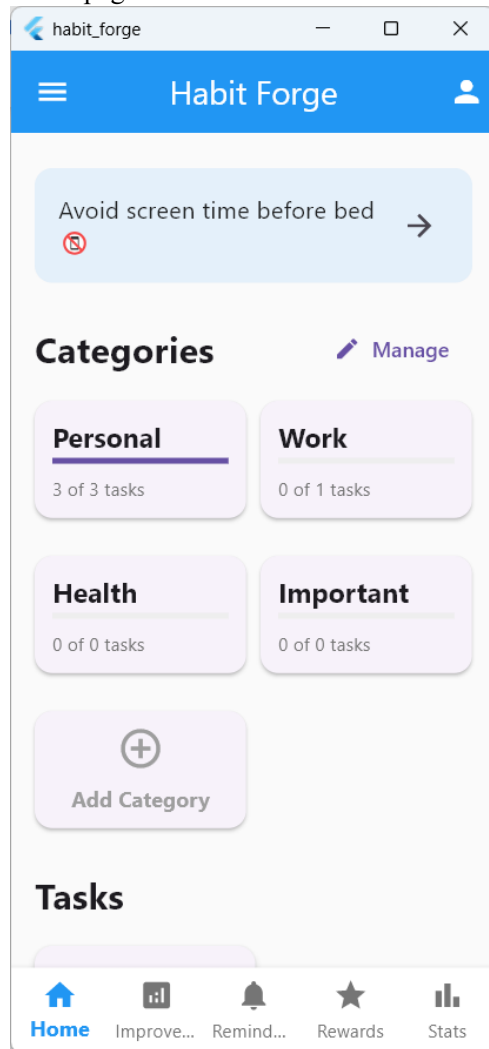 habit_forge
Habit Forge
Avoid screen time before bed
Categories
Manage
Personal
Work
3 of 3 tasks
0 of 1 tasks
Health
Important
0 of 0 tasks
0 of 0 tasks
Add Category
Tasks
Home
Improve...
Remind...
Rewards
Stats